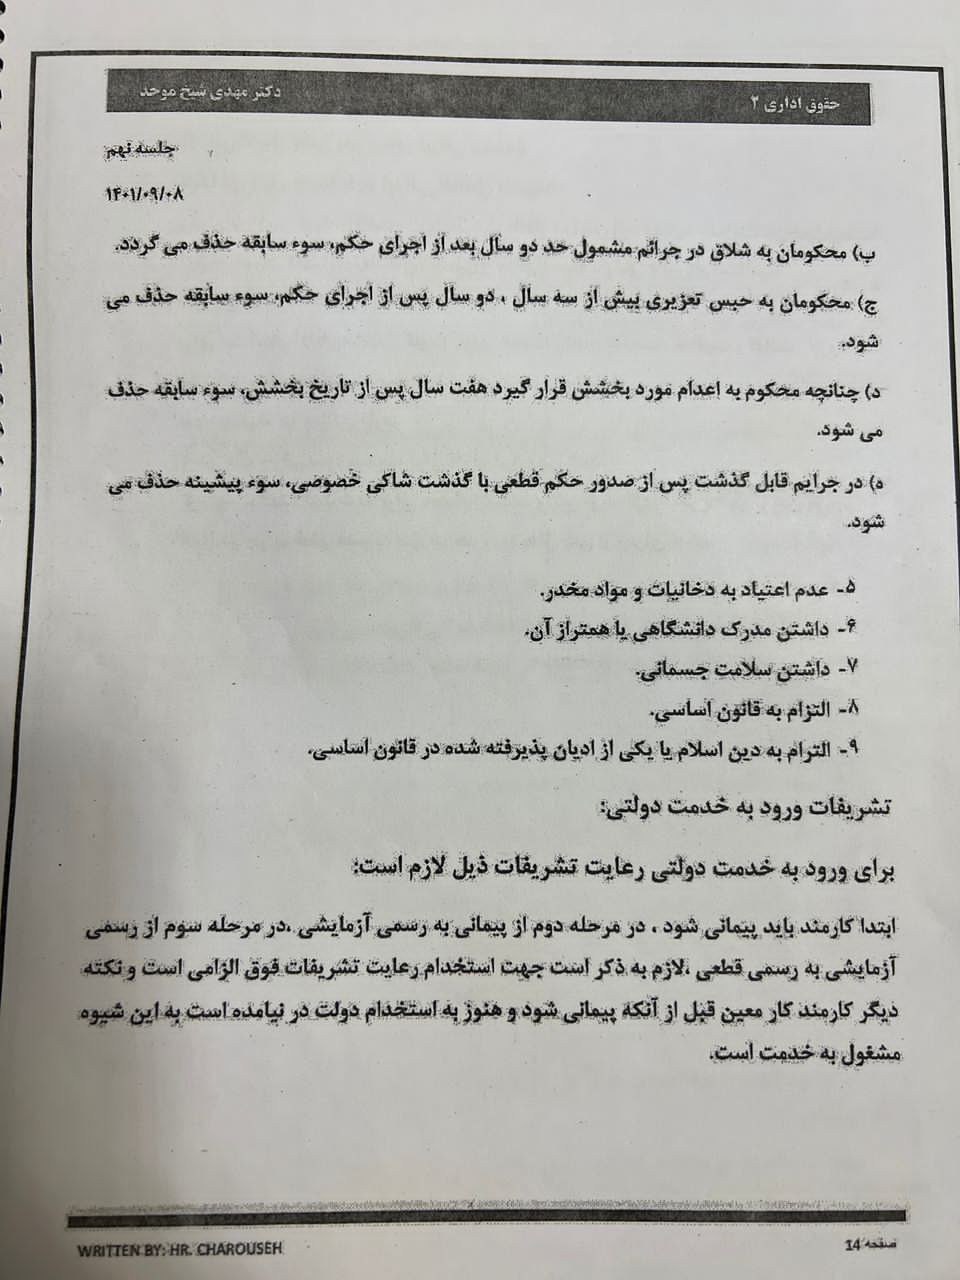 حقوق اداری ۲
دکتر مهدی شیخ موحد
جلسه نهم
۱۴۰۱/۰۹/۰۸
ب) محکومان به شلاق در جرائم مشمول حد دو سال بعد از اجرای حکم، سوء سابقه حذف می گردد.
ج) محکومان به حبس تعزیری بیش از سه سال ، دو سال پس از اجرای حکم، سوء سابقه حذف می
شود.
د) چنانچه محکوم به اعدام مورد بخشش قرار گیرد هفت سال پس از تاریخ بخشش، سوء سابقه حذف
می شود.
ه) در جرایم قابل گذشت پس از صدور حکم قطعی با گذشت شاکی خصوصی، سوء پیشینه حذف می
شود.
۵- عدم اعتیاد به دخانیات و مواد مخدر.
۶- داشتن مدرک دانشگاهی یا همتراز آن.
۷- داشتن سلامت جسمانی.
۸- التزام به قانون اساسی.
۹- التزام به دین اسلام یا یکی از ادیان پذیرفته شده در قانون اساسی.
تشریفات ورود به خدمت دولتی:
برای ورود به خدمت دولتی رعایت تشریفات ذیل لازم است:
ابتدا کارمند باید پیمانی شود ، در مرحله دوم از پیمانی به رسمی آزمایشی ،در مرحله سوم از رسمی
آزمایشی به رسمی قطعی ،لازم به ذکر است جهت استخدام رعایت تشریفات فوق الزامی است و نکته
دیگر کارمند کار معین قبل از آنکه پیمانی شود و هنوز به استخدام دولت در نیامده است به این شیوه
مشغول به خدمت است.
صفحه 14
WRITTEN BY: HR. CHAROUSEH